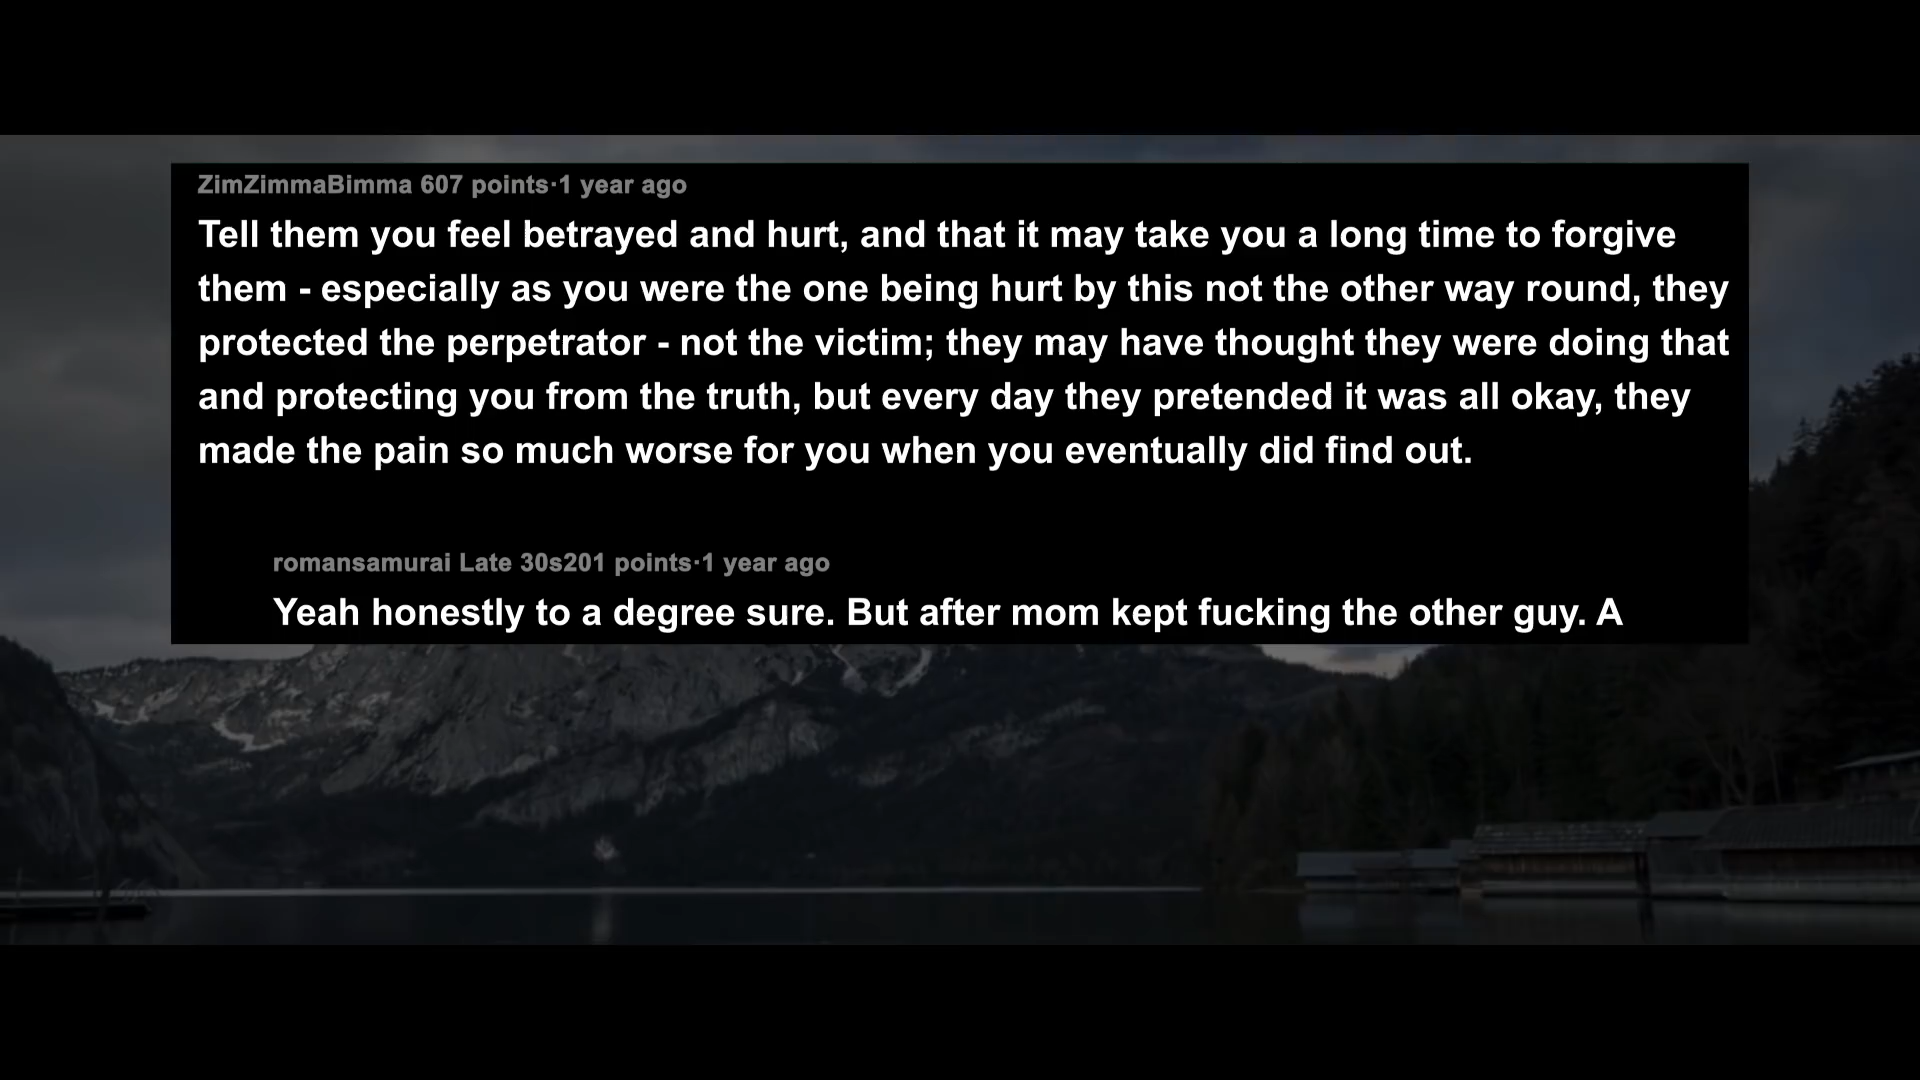 ZimZimmaBimma 607 points·1 year ago
Tell them you feel betrayed and hurt, and that it may take you a long time to forgive
them - especially as you were the one being hurt by this not the other way round, they
protected the perpetrator - not the victim; they may have thought they were doing that
and protecting you from the truth, but every day they pretended it was all okay, they
made the pain so much worse for you when you eventually did find out.
romansamurai Late 30s201 points·1 year ago
Yeah honestly to a degree sure. But after mom kept fucking the other guy. A